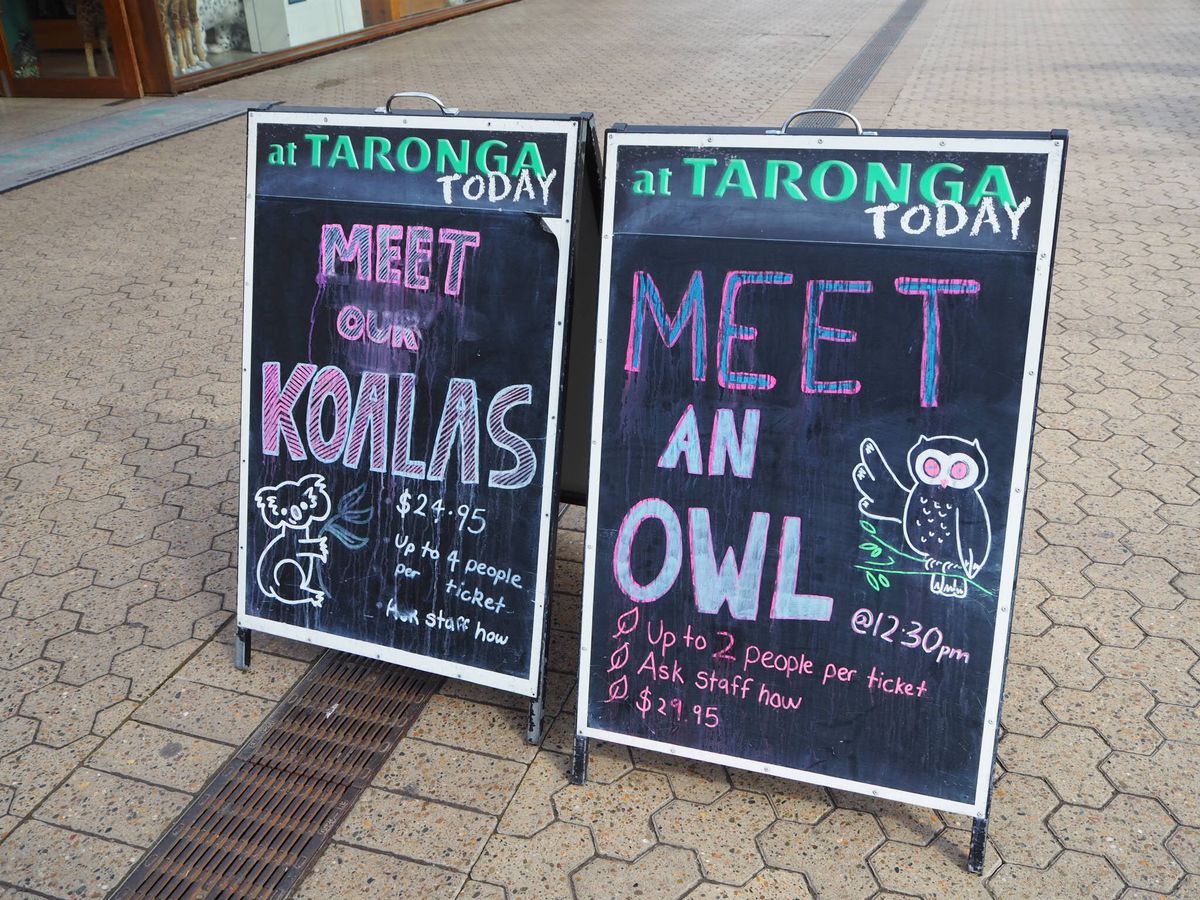 at TARONGA
TODAY
MEET
OUR
KOALAS
$24.95
Up to 4 people
per ticket
Ask staff how
at TARONGA
TODAY
MEET
AN
OWL
@12:30pm
Up to 2 people per ticket
Ask staff how
$29.95